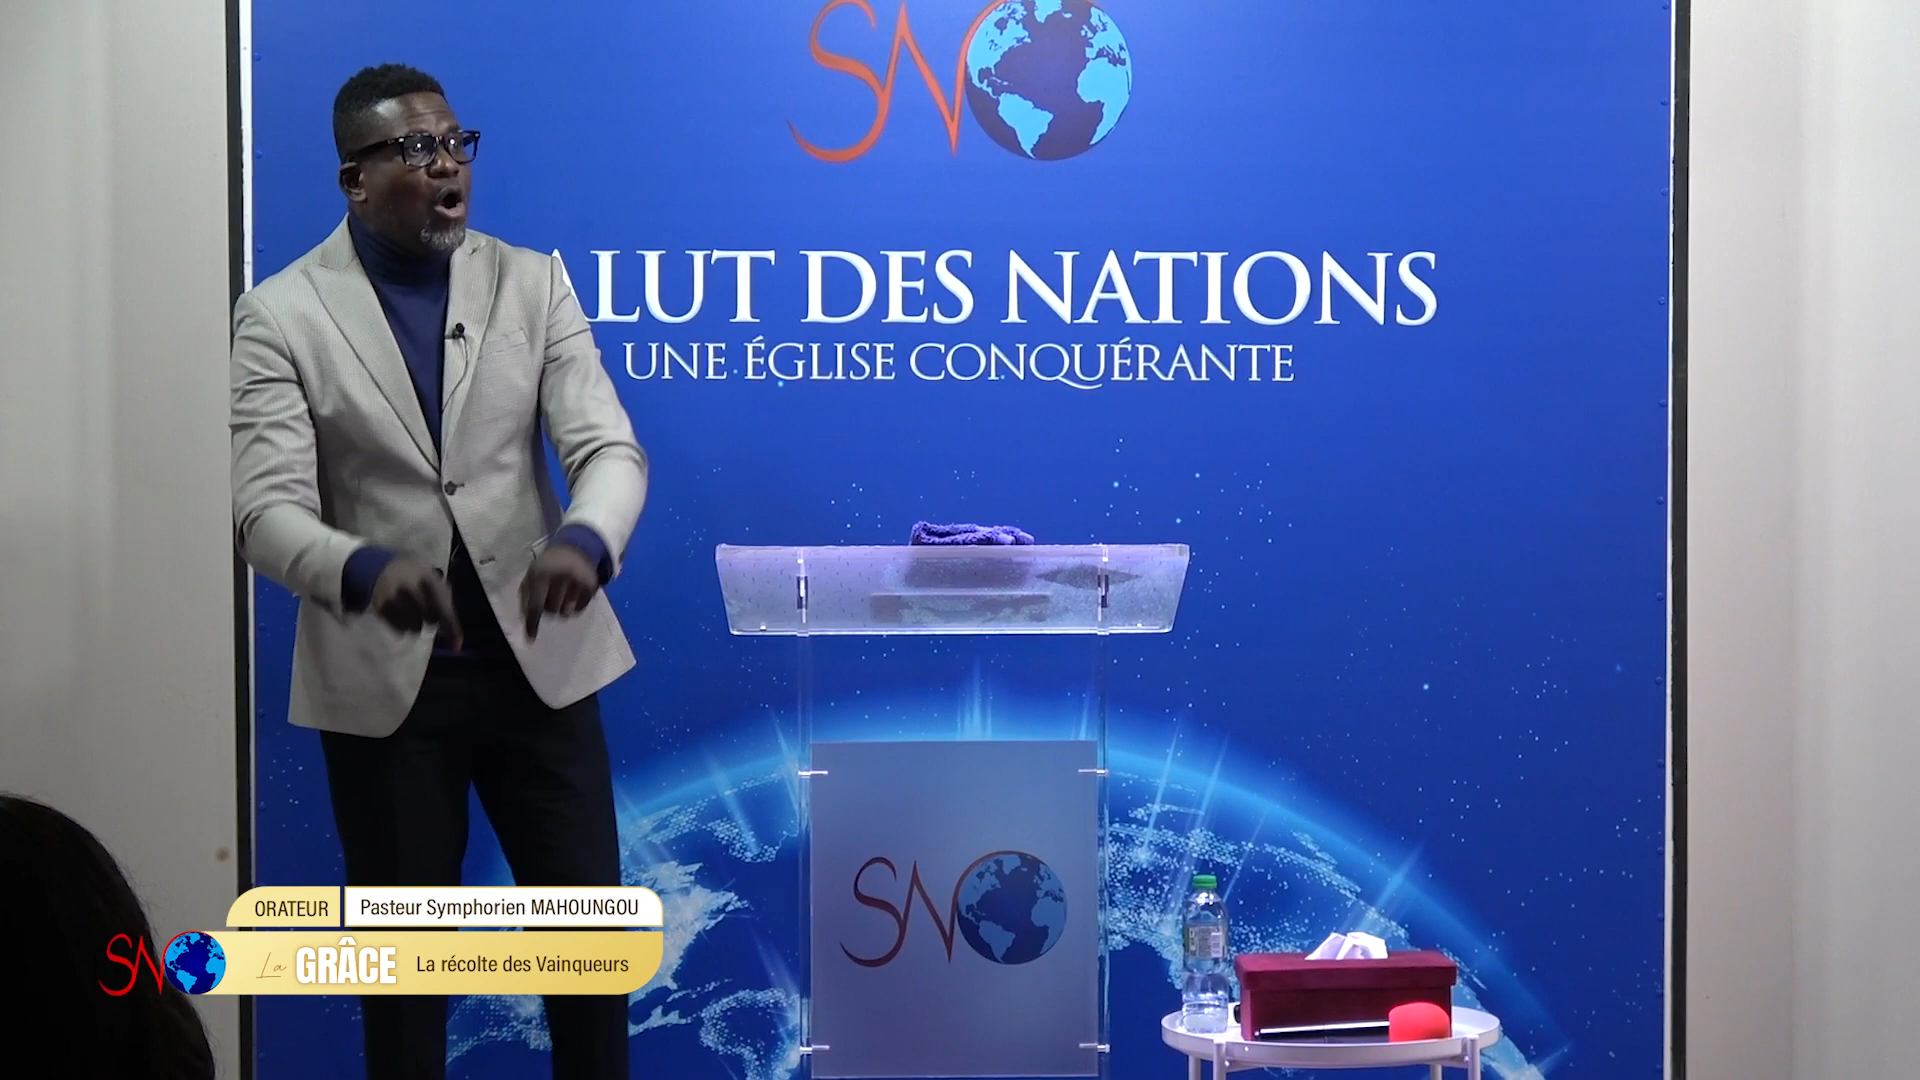 SN
ALUT DES NATIONS
UNE ÉGLISE CONQUÉRANTE
SN
ORATEUR
Pasteur Symphorien MAHOUNGOU
SN
La GRÂCE La récolte des Vainqueurs